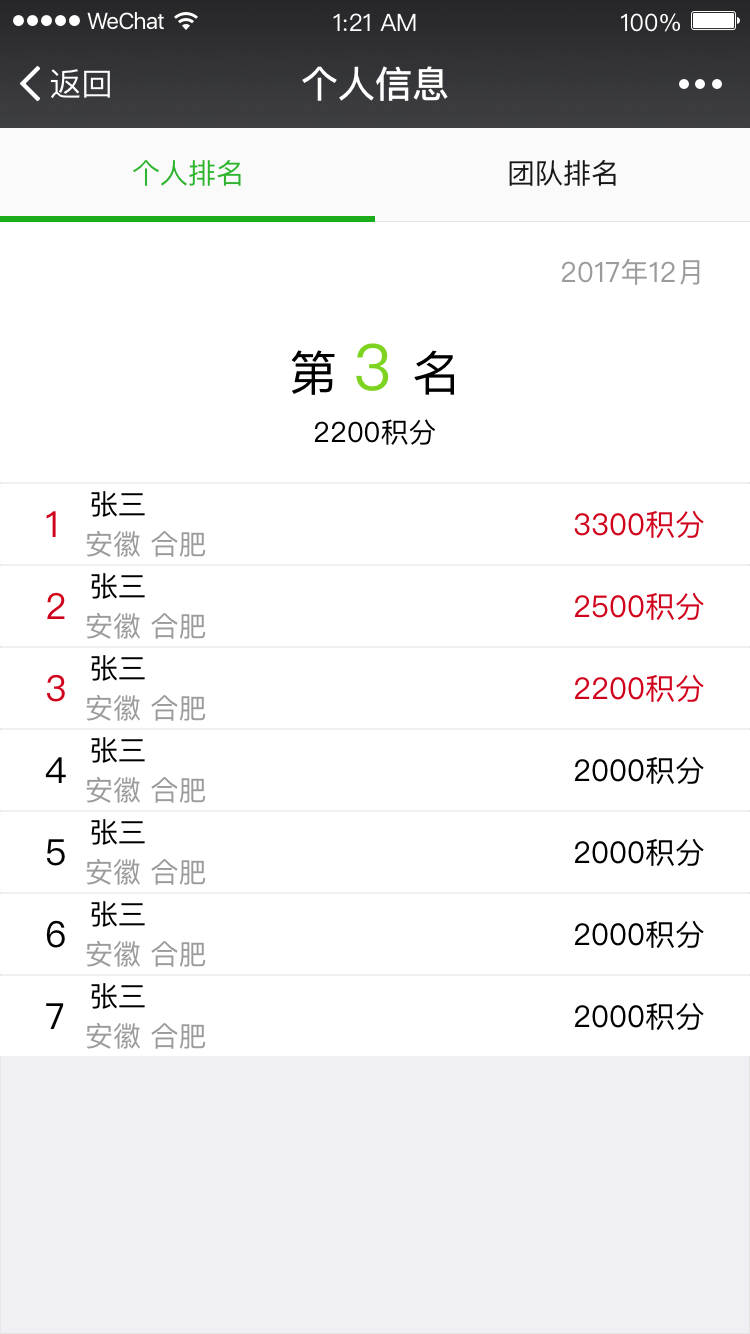 WeChat 1:21 AM 100%
返回 个人信息
个人排名 团队排名
2017年12月
第 3 名
2200积分
1 张三 3300积分
安徽 合肥
2 张三 2500积分
安徽 合肥
3 张三 2200积分
安徽 合肥
4 张三 2000积分
安徽 合肥
5 张三 2000积分
安徽 合肥
6 张三 2000积分
安徽 合肥
7 张三 2000积分
安徽 合肥